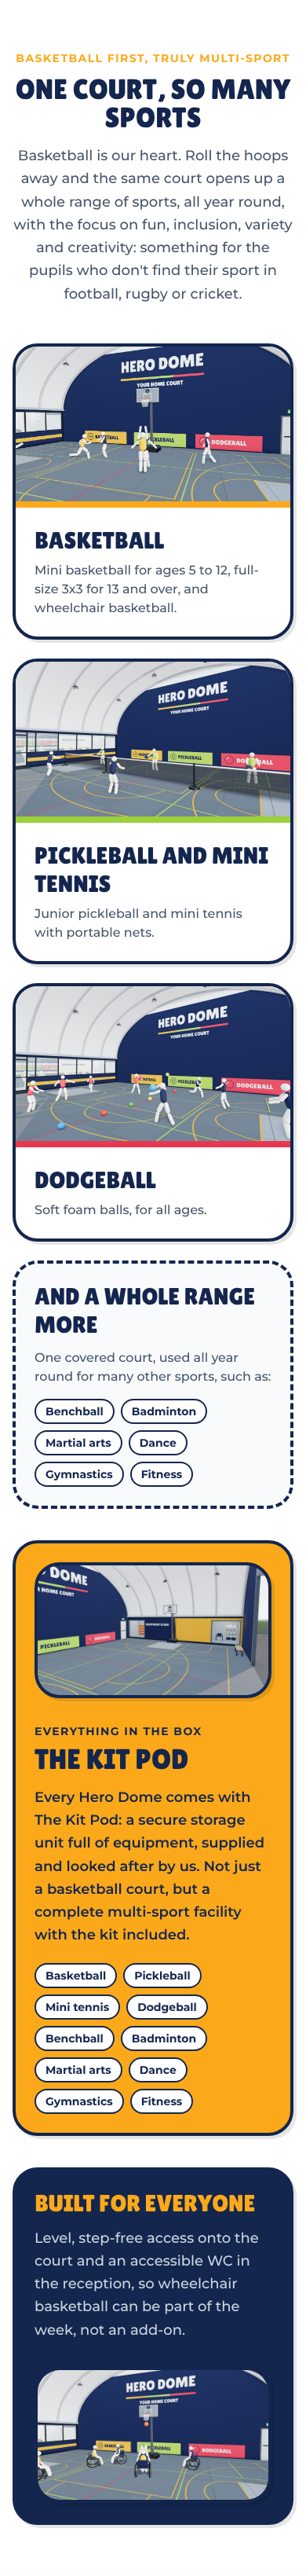 BASKETBALL FIRST, TRULY MULTI-SPORT
ONE COURT, SO MANY
SPORTS
Basketball is our heart. Roll the hoops
away and the same court opens up a
whole range of sports, all year round,
with the focus on fun, inclusion, variety
and creativity: something for the
pupils who don't find their sport in
football, rugby or cricket.
HERO DOME
YOUR HOME COURT
DODGEBALL
BASKETBALL
Mini basketball for ages 5 to 12, full-
size 3x3 for 13 and over, and
wheelchair basketball.
HERO DOME
YOUR HOME COURT
PICKLEBALL
PICKLEBALL AND MINI
TENNIS
Junior pickleball and mini tennis
with portable nets.
HERO DOME
YOUR HOME COURT
PICKLEBALL
DODGEBALL
DODGEBALL
Soft foam balls, for all ages.
AND A WHOLE RANGE
MORE
One covered court, used all year
round for many other sports, such as:
Benchball
Badminton
Martial arts
Dance
Gymnastics
Fitness
DOME
HOME COURT
PICKLEBALL
EVERYTHING IN THE BOX
THE KIT POD
Every Hero Dome comes with
The Kit Pod: a secure storage
unit full of equipment, supplied
and looked after by us. Not just
a basketball court, but a
complete multi-sport facility
with the kit included.
Basketball
Pickleball
Mini tennis
Dodgeball
Benchball
Badminton
Martial arts
Dance
Gymnastics
Fitness
BUILT FOR EVERYONE
Level, step-free access onto the
court and an accessible WC in
the reception, so wheelchair
basketball can be part of the
week, not an add-on.
HERO DOME
YOUR HOME COURT
DODGEBALL